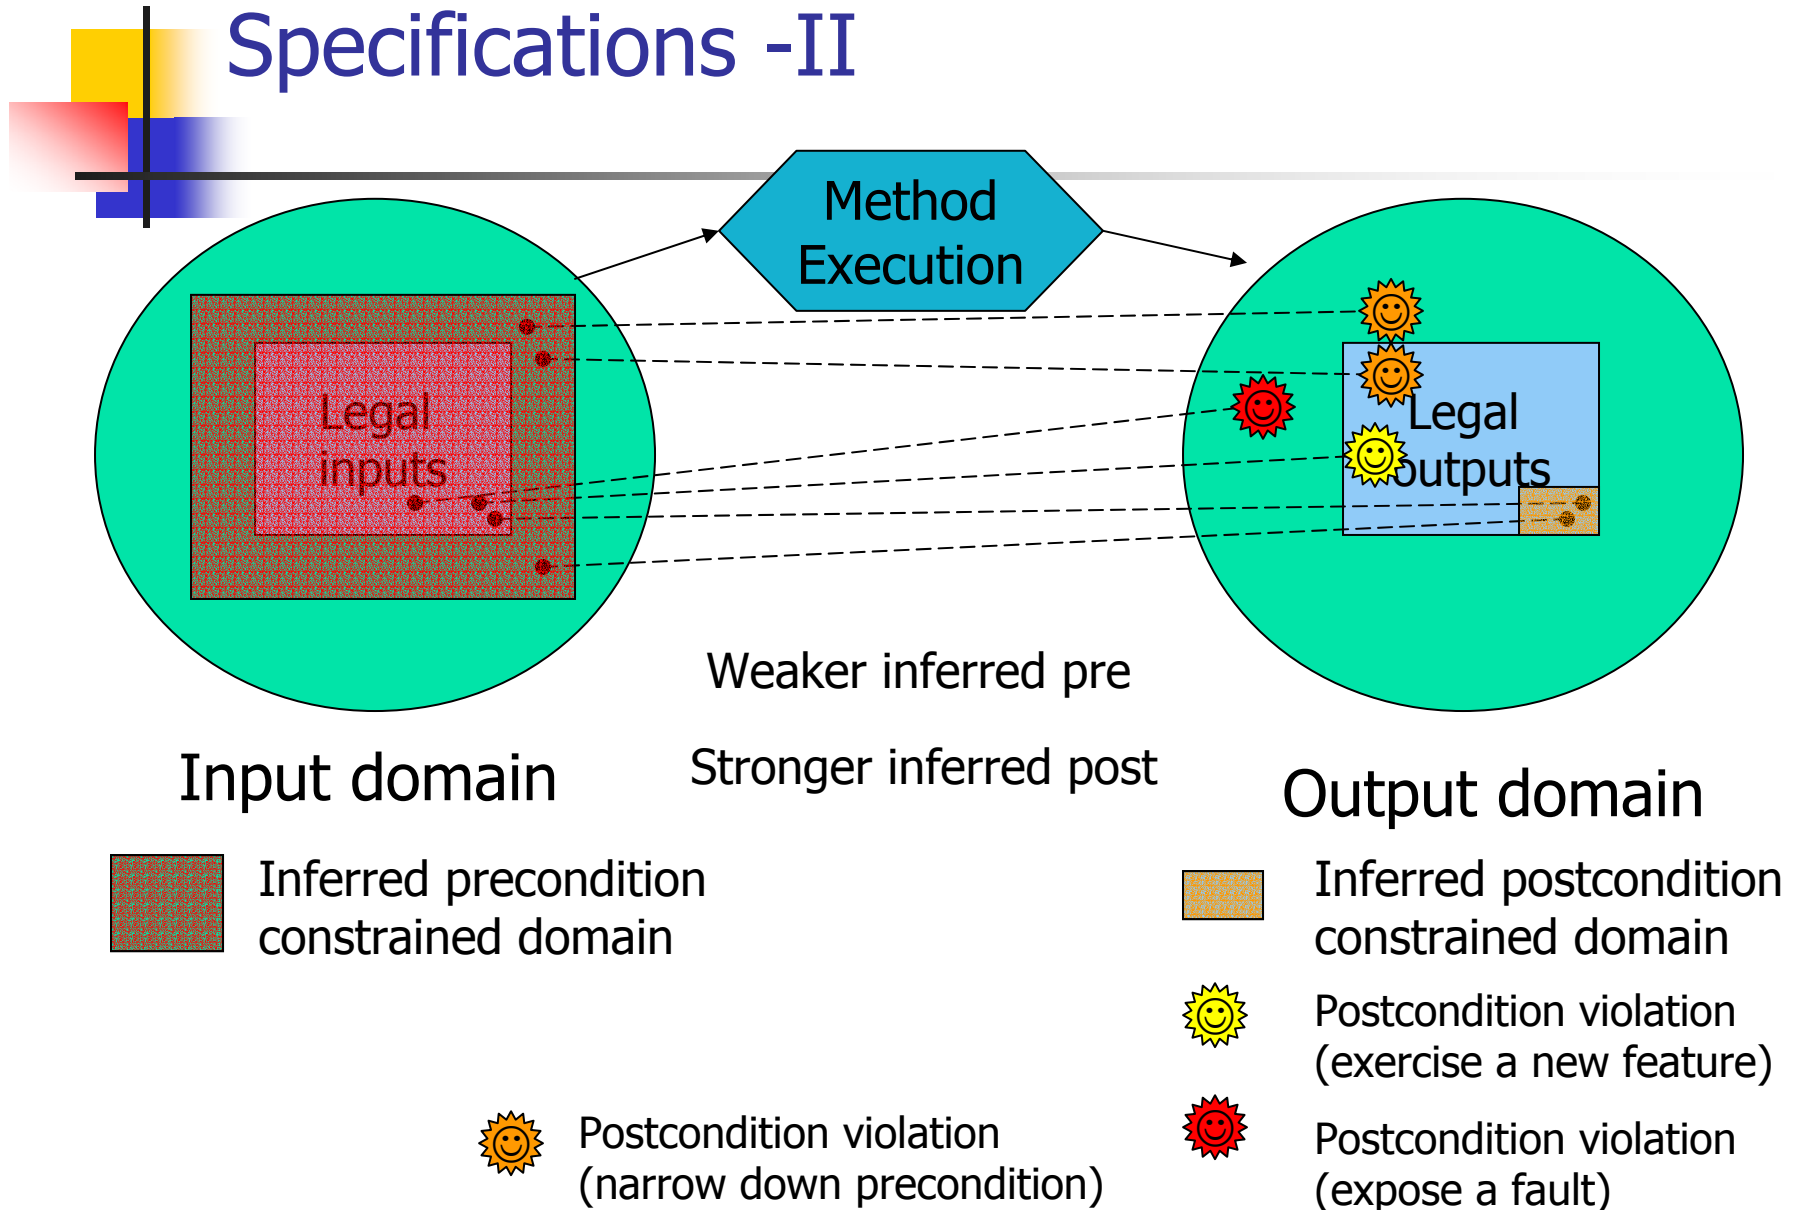 Specifications -II
Method
Execution
Legal
inputs
Legal
outputs
Weaker inferred pre
Stronger inferred post
Input domain
Output domain
Inferred precondition
constrained domain
Inferred postcondition
constrained domain
Postcondition violation
(exercise a new feature)
Postcondition violation
(narrow down precondition)
Postcondition violation
(expose a fault)